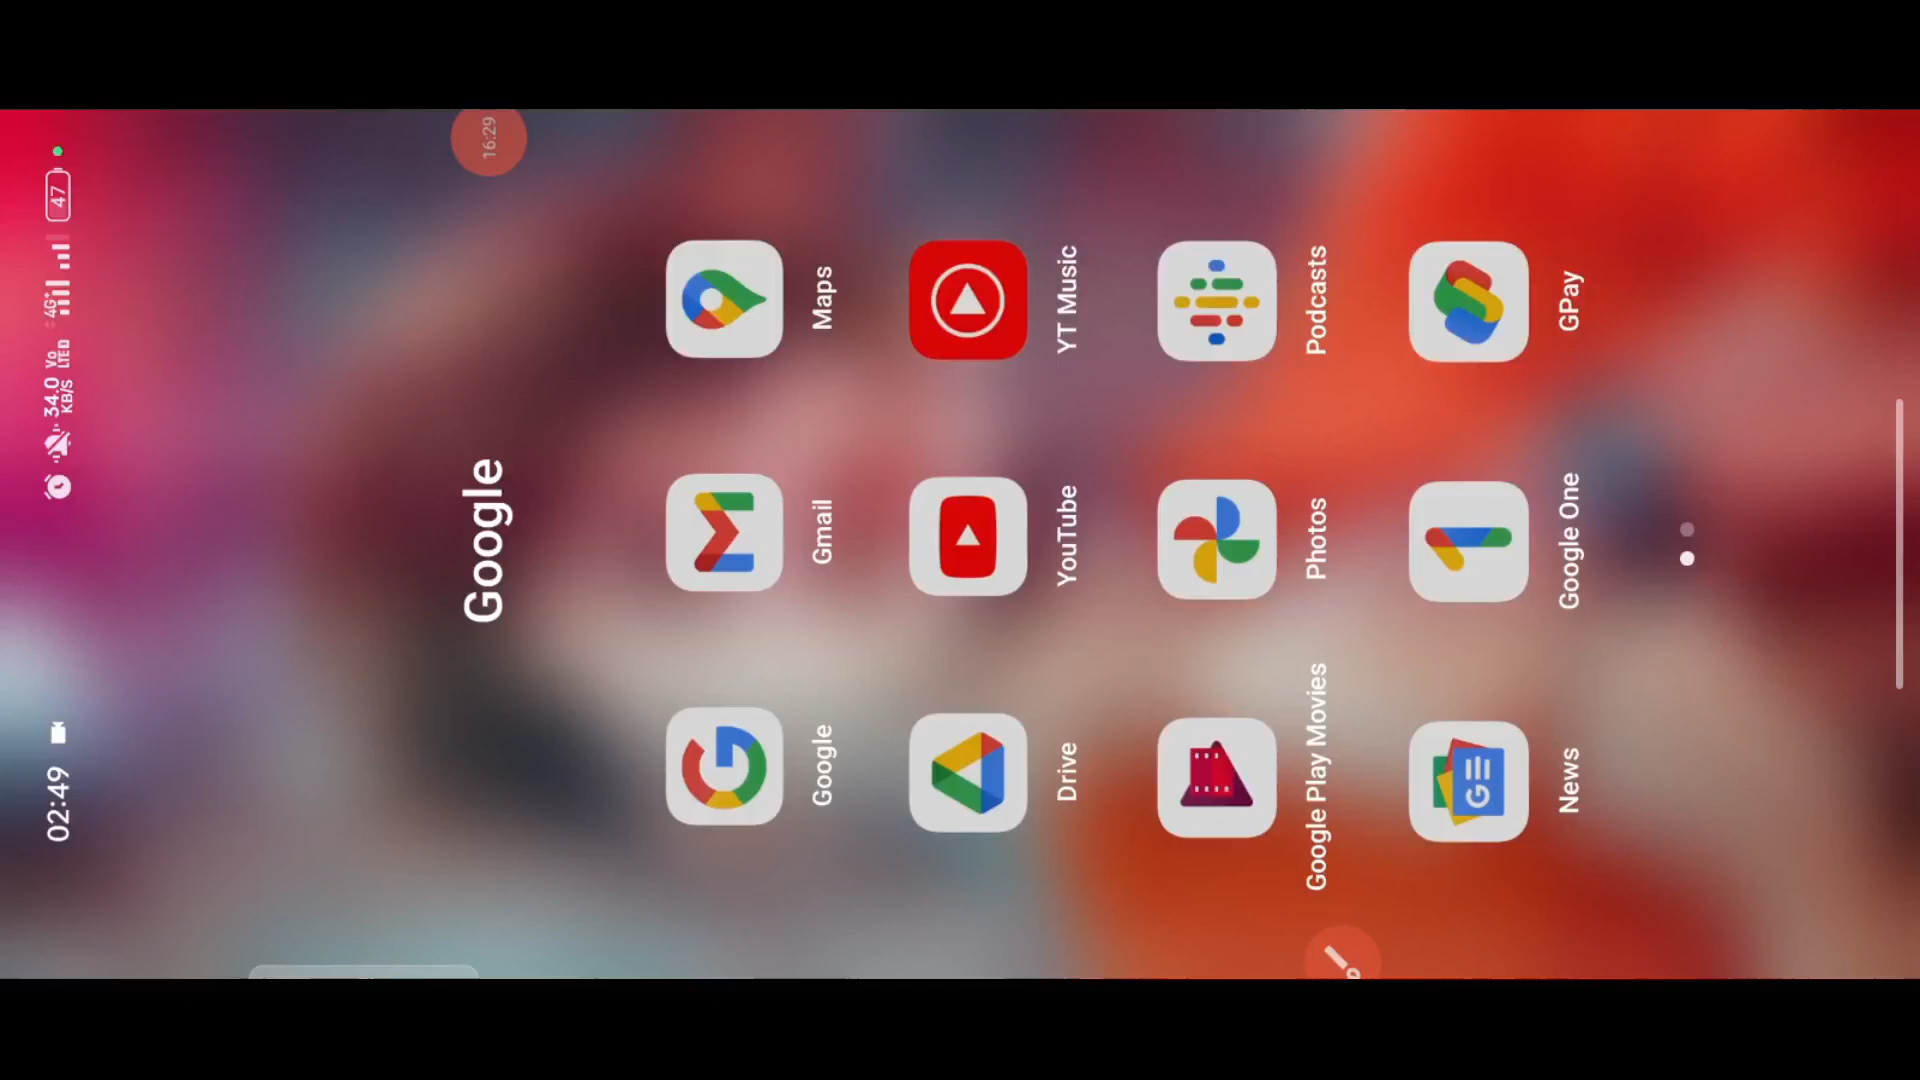 02:49
34.0
KB/S
Vo
LTE
4G+
47
16:29
Google
Google
Gmail
Maps
Drive
YouTube
YT Music
Google Play Movies
Photos
Podcasts
News
Google One
GPay